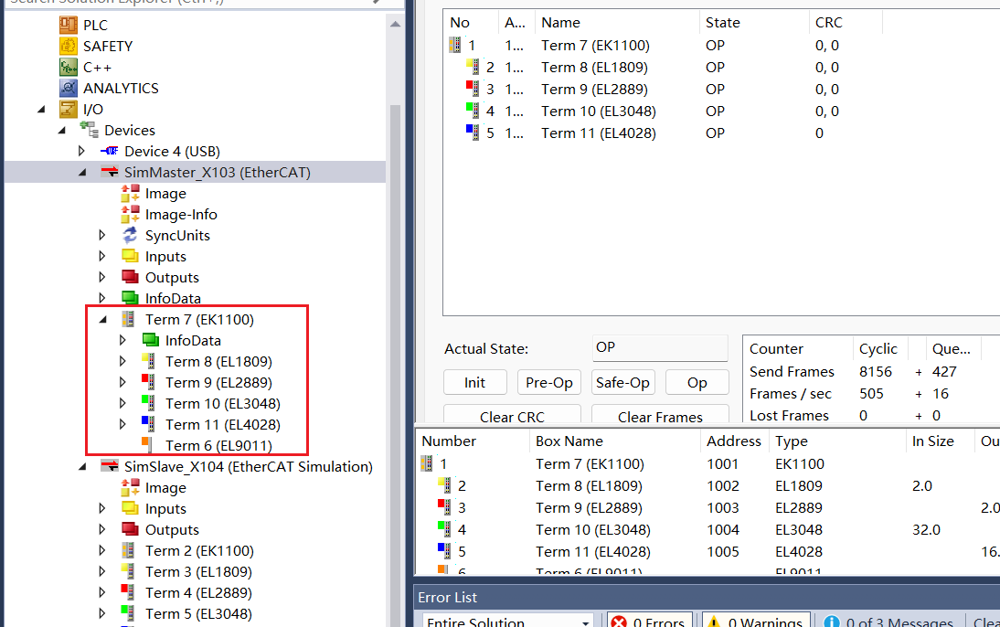 Search Solution Explorer (Ctrl+;)
PLC
SAFETY
C++
ANALYTICS
I/O
Devices
Device 4 (USB)
SimMaster_X103 (EtherCAT)
Image
Image-Info
SyncUnits
Inputs
Outputs
InfoData
Term 7 (EK1100)
InfoData
Term 8 (EL1809)
Term 9 (EL2889)
Term 10 (EL3048)
Term 11 (EL4028)
Term 6 (EL9011)
SimSlave_X104 (EtherCAT Simulation)
Image
Inputs
Outputs
Term 2 (EK1100)
Term 3 (EL1809)
Term 4 (EL2889)
Term 5 (EL3048)
No A... Name State CRC
1 1... Term 7 (EK1100) OP 0, 0
2 1... Term 8 (EL1809) OP 0, 0
3 1... Term 9 (EL2889) OP 0, 0
4 1... Term 10 (EL3048) OP 0, 0
5 1... Term 11 (EL4028) OP 0
Actual State: OP
Init Pre-Op Safe-Op Op
Clear CRC Clear Frames
Counter Cyclic Que...
Send Frames 8156 + 427
Frames / sec 505 + 16
Lost Frames 0 + 0
Number Box Name Address Type In Size Ou
1 Term 7 (EK1100) 1001 EK1100
2 Term 8 (EL1809) 1002 EL1809 2.0
3 Term 9 (EL2889) 1003 EL2889 2.0
4 Term 10 (EL3048) 1004 EL3048 32.0
5 Term 11 (EL4028) 1005 EL4028 16.
6 Term 6 (EL9011) EL9011
Error List
Entire Solution 0 Errors 0 Warnings 0 of 3 Messages Clea